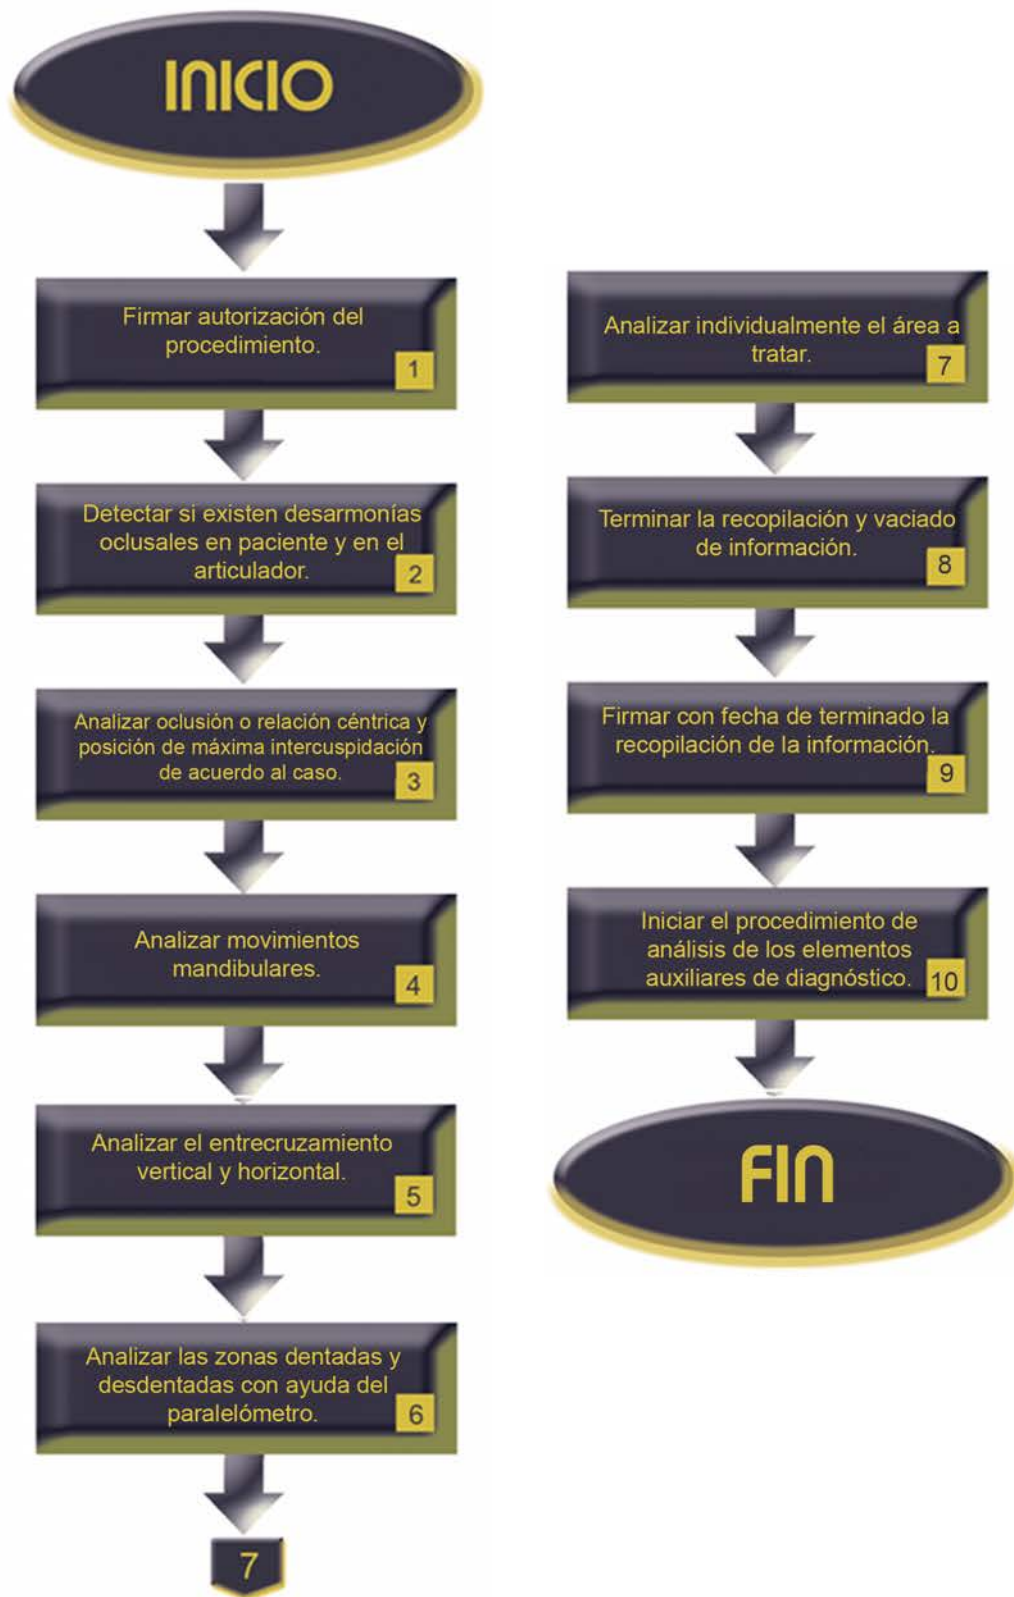 INICIO
Firmar autorización del
procedimiento.
1
Detectar si existen desarmonías
oclusales en paciente y en el
articulador.
2
Analizar oclusión o relación céntrica y
posición de máxima intercuspidación
de acuerdo al caso.
3
Analizar movimientos
mandibulares.
4
Analizar el entrecruzamiento
vertical y horizontal.
5
Analizar las zonas dentadas y
desdentadas con ayuda del
paralelómetro.
6
7
Analizar individualmente el área a
tratar.
7
Terminar la recopilación y vaciado
de información.
8
Firmar con fecha de terminado la
recopilación de la información.
9
Iniciar el procedimiento de
análisis de los elementos
auxiliares de diagnóstico.
10
FIN